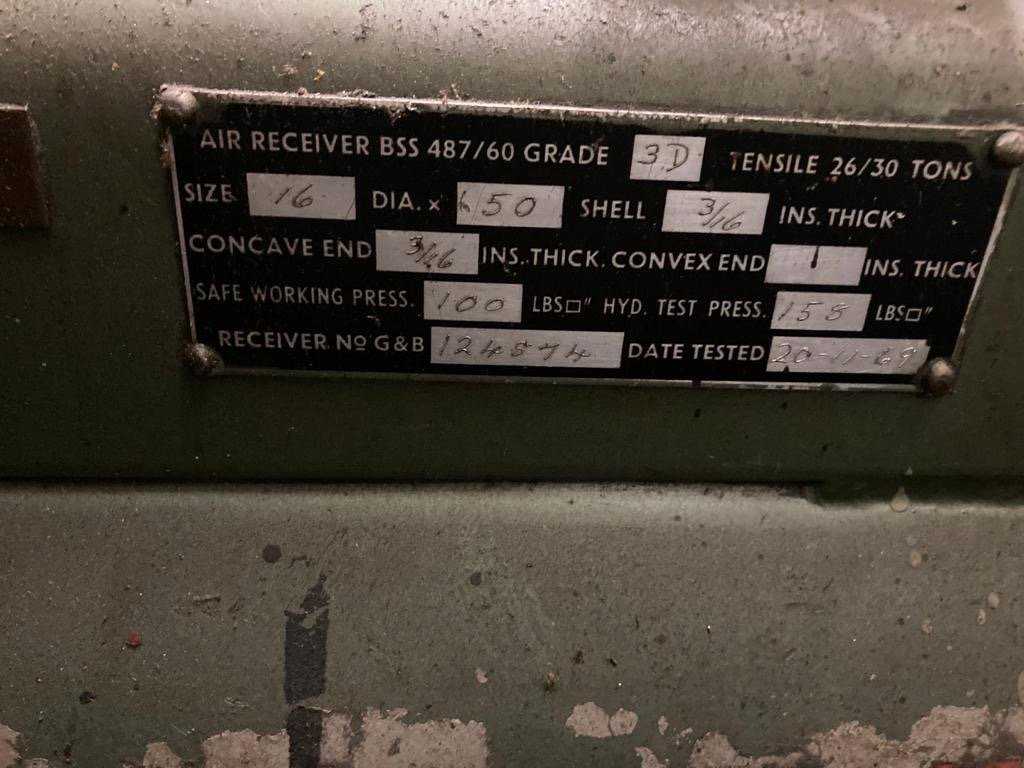 AIR RECEIVER BSS 487/60 GRADE 3.D TENSILE 26/30 TONS
SIZE 16 DIA. x 50 SHELL 3/16 INS. THICK
CONCAVE END 3/16 INS. THICK. CONVEX END INS. THICK
SAFE WORKING PRESS. 100 LBS□" HYD. TEST PRESS. 158 LBS□"
RECEIVER Nº G&B 124574 DATE TESTED 20-11-69